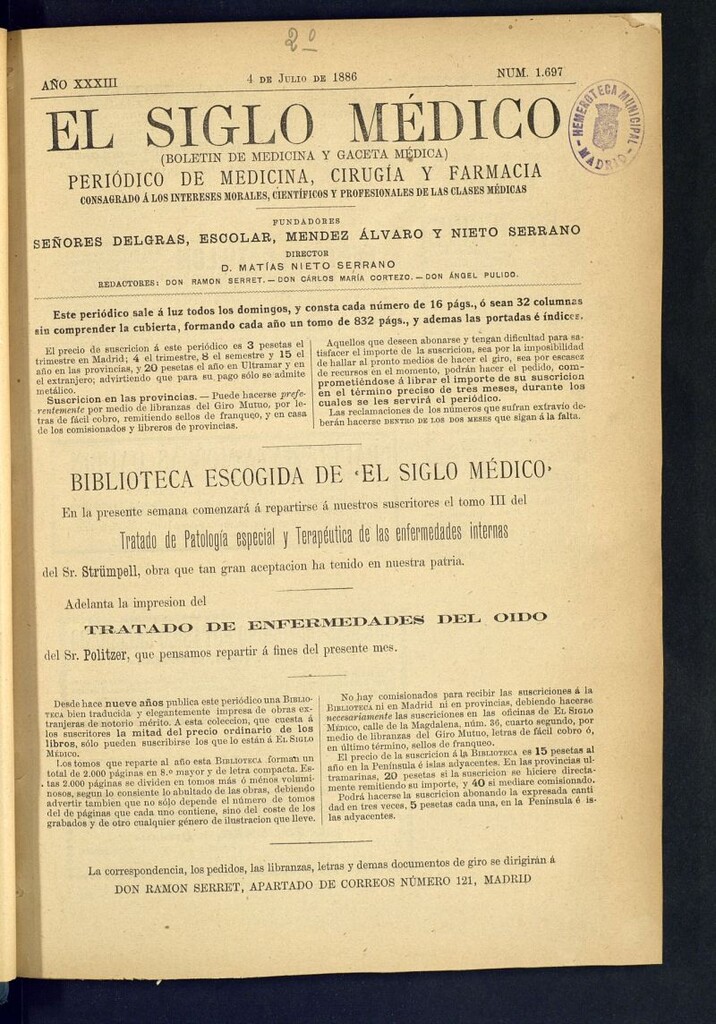 2º
AÑO XXXIII
4 DE JULIO DE 1886
NUM. 1.697
EL SIGLO MÉDICO
HEMEROTECA MUNICIPAL
MADRID
(BOLETIN DE MEDICINA Y GACETA MÉDICA)
PERIÓDICO DE MEDICINA, CIRUGÍA Y FARMACIA
CONSAGRADO Á LOS INTERESES MORALES, CIENTÍFICOS Y PROFESIONALES DE LAS CLASES MÉDICAS
FUNDADORES
SEÑORES DELGRAS, ESCOLAR, MENDEZ ÁLVARO Y NIETO SERRANO
DIRECTOR
D. MATÍAS NIETO SERRANO
REDACTORES: DON RAMON SERRET.—DON CÁRLOS MARÍA CORTEZO.—DON ÁNGEL PULIDO.
Este periódico sale á luz todos los domingos, y consta cada número de 16 págs., ó sean 32 columnas
sin comprender la cubierta, formando cada año un tomo de 832 págs., y ademas las portadas é índices.
El precio de suscricion á este periódico es 3 pesetas el
trimestre en Madrid; 4 el trimestre, 8 el semestre y 15 el
año en las provincias, y 20 pesetas el año en Ultramar y en
el extranjero; advirtiendo que para su pago sólo se admite
metálico.
Suscricion en las provincias.—Puede hacerse prefe-
rentemente por medio de libranzas del Giro Mutuo, por le-
tras de fácil cobro, remitiendo sellos de franqueo, y en casa
de los comisionados y libreros de provincias.
Aquellos que deseen abonarse y tengan dificultad para sa-
tisfacer el importe de la suscricion, sea por la imposibilidad
de hallar al pronto medios de hacer el giro, sea por escasez
de recursos en el momento, podrán hacer el pedido, com-
prometiéndose á librar el importe de su suscricion
en el término preciso de tres meses, durante los
cuales se les servirá el periódico.
Las reclamaciones de los números que sufran extravío de-
berán hacerse DENTRO DE LOS DOS MESES que sigan á la falta.
BIBLIOTECA ESCOGIDA DE «EL SIGLO MÉDICO»
En la presente semana comenzará á repartirse á nuestros suscritores el tomo III del
Tratado de Patología especial y Terapéutica de las enfermedades internas
del Sr. Strümpell, obra que tan gran aceptacion ha tenido en nuestra patria.
Adelanta la impresion del
TRATADO DE ENFERMEDADES DEL OIDO
del Sr. Politzer, que pensamos repartir á fines del presente mes.
Desde hace nueve años publica este periódico una BIBLIO-
TECA bien traducida y elegantemente impresa de obras ex-
tranjeras de notorio mérito. A esta coleccion, que cuesta á
los suscritores la mitad del precio ordinario de los
libros, sólo pueden suscribirse los que lo están á EL SIGLO
MÉDICO.
Los tomos que reparte al año esta BIBLIOTECA forman un
total de 2.000 páginas en 8.º mayor y de letra compacta. Es-
tas 2.000 páginas se dividen en tomos más ó ménos volumi-
nosos, segun lo consiente lo abultado de las obras, debiendo
advertir tambien que no sólo depende el número de tomos
del de páginas que cada uno contiene, sino del coste de los
grabados y de otro cualquier género de ilustracion que lleve.
No hay comisionados para recibir las suscriciones á la
BIBLIOTECA ni en Madrid ni en provincias, debiendo hacerse
necesariamente las suscriciones en las oficinas de EL SIGLO
MÉDICO, calle de la Magdalena, núm. 36, cuarto segundo, por
medio de libranzas del Giro Mutuo, letras de fácil cobro ó,
en último término, sellos de franqueo.
El precio de la suscricion á la BIBLIOTECA es 15 pesetas al
año en la Península é islas adyacentes. En las provincias ul-
tramarinas, 20 pesetas si la suscricion se hiciere directa-
mente remitiendo su importe, y 40 si mediare comisionado.
Podrá hacerse la suscricion abonando la expresada canti
dad en tres veces, 5 pesetas cada una, en la Península é is-
las adyacentes.
La correspondencia, los pedidos, las libranzas, letras y demas documentos de giro se dirigirán á
DON RAMON SERRET, APARTADO DE CORREOS NÚMERO 121, MADRID